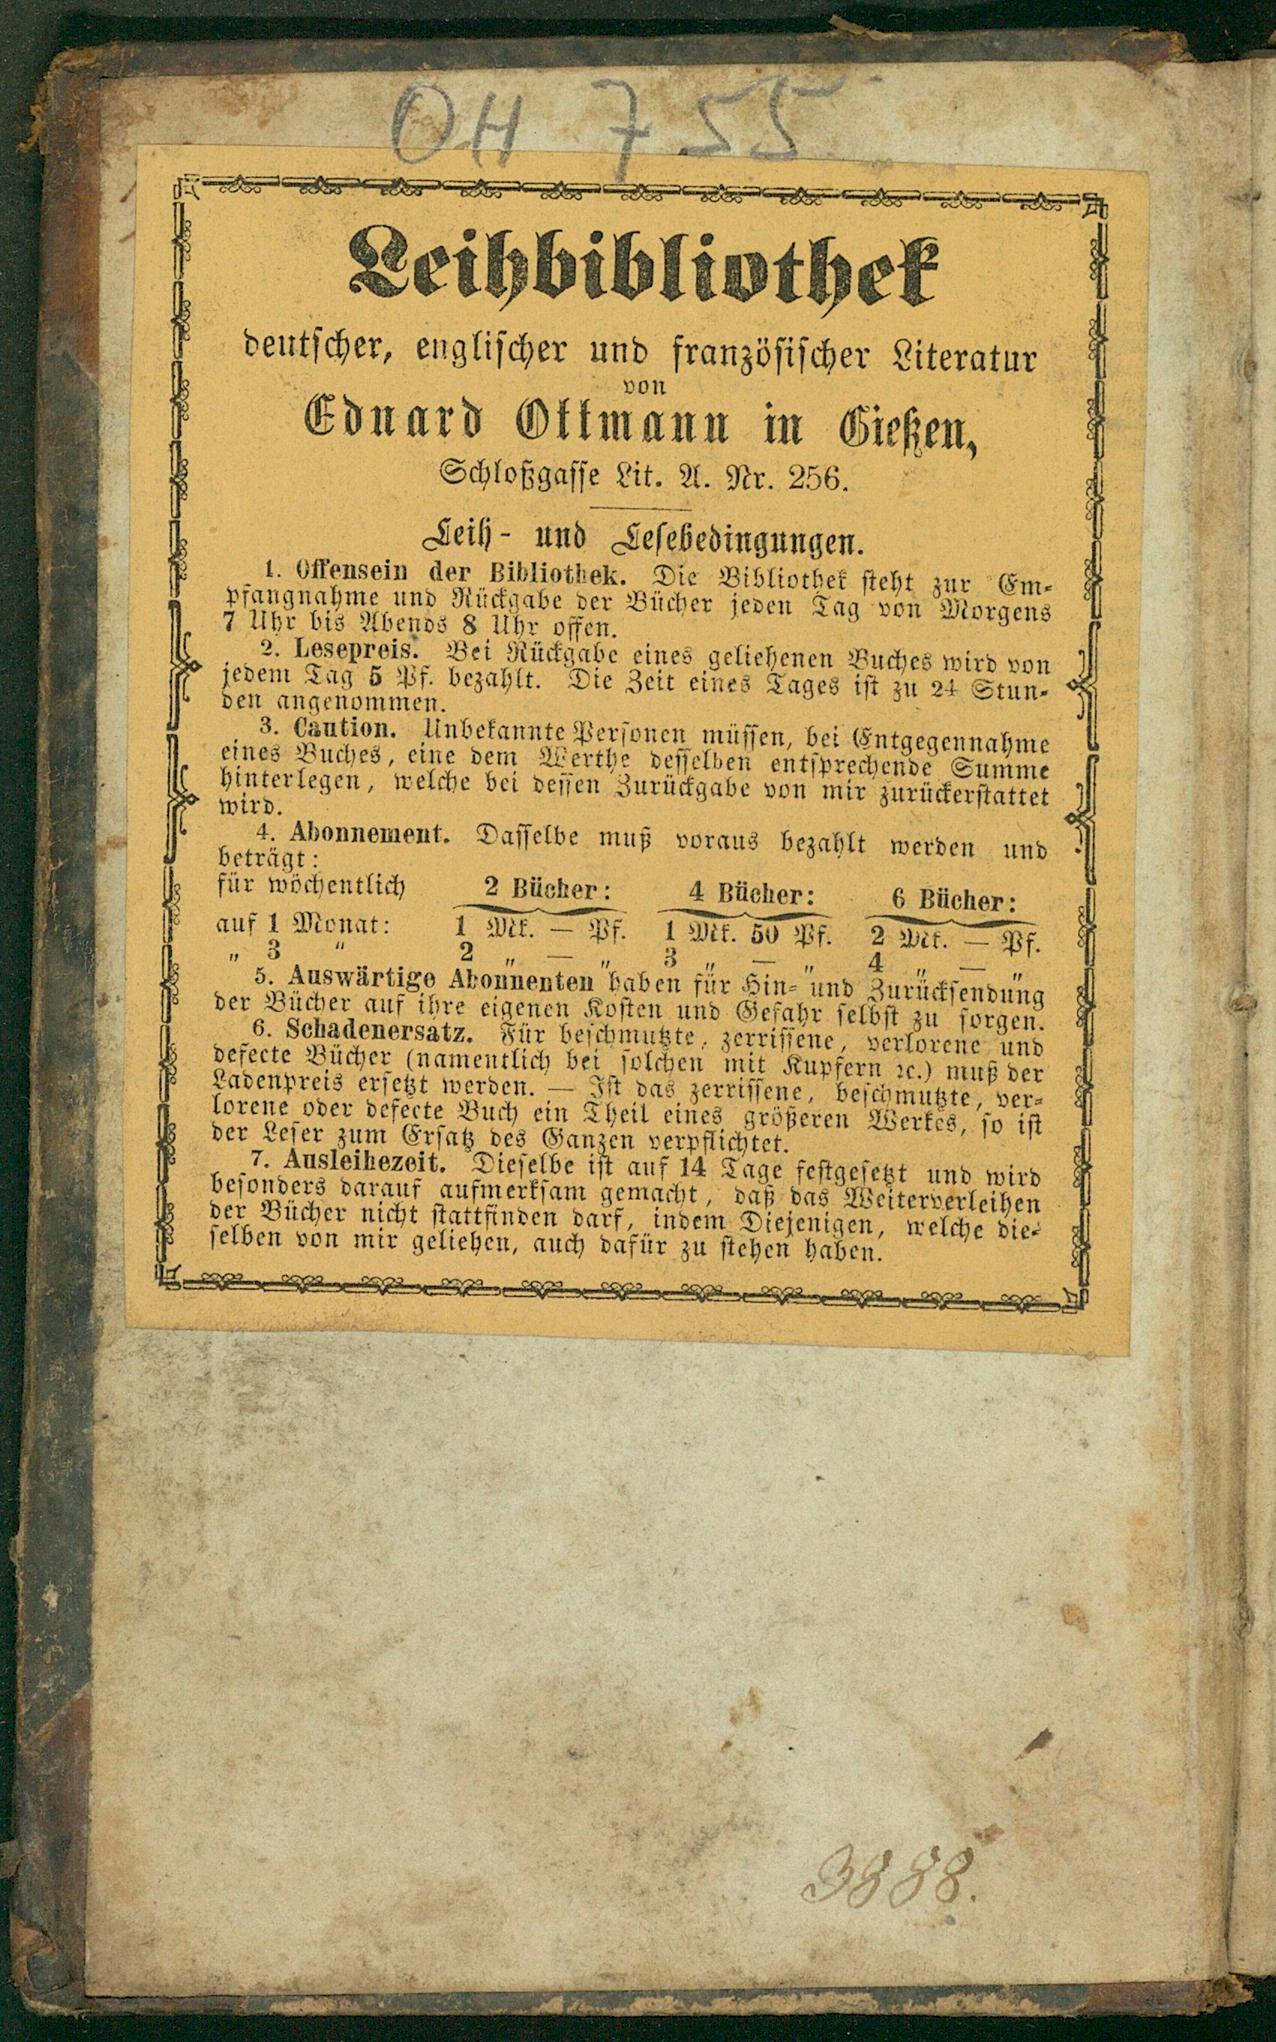 OH 755
Leihbibliothek
deutscher, englischer und französischer Literatur
von
Eduard Ottmann in Gießen,
Schloßgasse Lit. A. Nr. 256.
Leih- und Lesebedingungen.
1. Offensein der Bibliothek. Die Bibliothek steht zur Em-
pfangnahme und Rückgabe der Bücher jeden Tag von Morgens
7 Uhr bis Abends 8 Uhr offen.
2. Lesepreis. Bei Rückgabe eines geliehenen Buches wird von
jedem Tag 5 Pf. bezahlt. Die Zeit eines Tages ist zu 24 Stun-
den angenommen.
3. Caution. Unbekannte Personen müssen, bei Entgegennahme
eines Buches, eine dem Werthe desselben entsprechende Summe
hinterlegen, welche bei dessen Zurückgabe von mir zurückerstattet
wird.
4. Abonnement. Dasselbe muß voraus bezahlt werden und
beträgt:
für wöchentlich 2 Bücher: 4 Bücher: 6 Bücher:
auf 1 Monat: 1 Mk. — Pf. 1 Mk. 50 Pf. 2 Mk. — Pf.
„ 3 „ 2 „ — „ 3 „ — „ 4 „ — „
5. Auswärtige Abonnenten haben für Hin- und Zurücksendung
der Bücher auf ihre eigenen Kosten und Gefahr selbst zu sorgen.
6. Schadenersatz. Für beschmutzte, zerrissene, verlorene und
defecte Bücher (namentlich bei solchen mit Kupfern ꝛc.) muß der
Ladenpreis ersetzt werden. — Ist das zerrissene, beschmutzte, ver-
lorene oder defecte Buch ein Theil eines größeren Werkes, so ist
der Leser zum Ersatz des Ganzen verpflichtet.
7. Ausleihezeit. Dieselbe ist auf 14 Tage festgesetzt und wird
besonders darauf aufmerksam gemacht, daß das Weiterverleihen
der Bücher nicht stattfinden darf, indem Diejenigen, welche die-
selben von mir geliehen, auch dafür zu stehen haben.
3888.